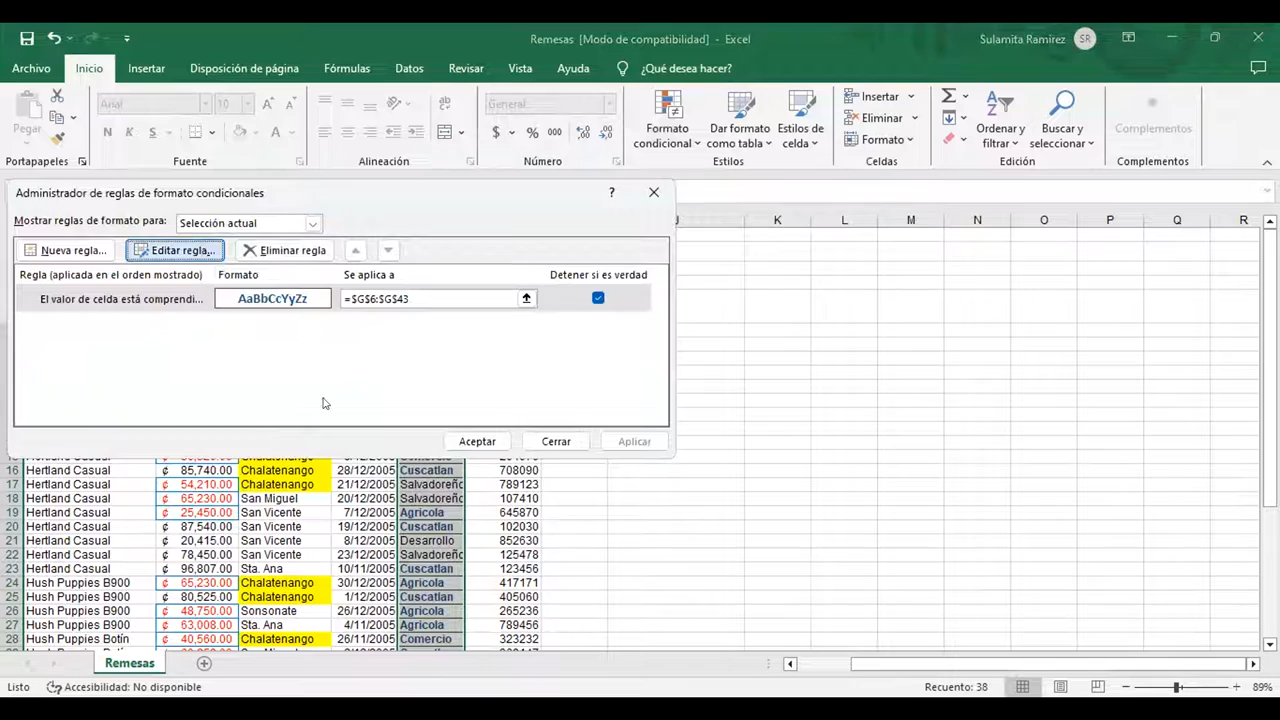 Remesas [Modo de compatibilidad] - Excel
Sulamita Ramírez SR
Archivo Inicio Insertar Disposición de página Fórmulas Datos Revisar Vista Ayuda ¿Qué desea hacer?
Pegar
Arial 10
N K S
General
$ % 000
Formato condicional
Dar formato como tabla
Estilos de celda
Insertar
Eliminar
Formato
Ordenar y filtrar
Buscar y seleccionar
Complementos
Portapapeles Fuente Alineación Número Estilos Celdas Edición Complementos
Administrador de reglas de formato condicionales ?
Mostrar reglas de formato para: Selección actual
Nueva regla... Editar regla... Eliminar regla
Regla (aplicada en el orden mostrado) Formato Se aplica a Detener si es verdad
El valor de celda está comprendi... AaBbCcYyZz =$G$6:$G$43
Aceptar Cerrar Aplicar
K L M N O P Q R
16 Hertland Casual ¢ 85,740.00 Chalatenango 28/12/2005 Cuscatlan 708090
17 Hertland Casual ¢ 54,210.00 Chalatenango 21/12/2005 Salvadoreño 789123
18 Hertland Casual ¢ 65,230.00 San Miguel 20/12/2005 Salvadoreño 107410
19 Hertland Casual ¢ 25,450.00 San Vicente 7/12/2005 Agricola 645870
20 Hertland Casual ¢ 87,540.00 San Vicente 19/12/2005 Cuscatlan 102030
21 Hertland Casual ¢ 20,415.00 San Vicente 8/12/2005 Desarrollo 852630
22 Hertland Casual ¢ 78,450.00 San Vicente 23/12/2005 Salvadoreño 125478
23 Hertland Casual ¢ 96,807.00 Sta. Ana 10/11/2005 Cuscatlan 123456
24 Hush Puppies B900 ¢ 65,230.00 Chalatenango 30/12/2005 Agricola 417171
25 Hush Puppies B900 ¢ 80,525.00 Chalatenango 1/12/2005 Cuscatlan 405060
26 Hush Puppies B900 ¢ 48,750.00 Sonsonate 26/12/2005 Agricola 265236
27 Hush Puppies B900 ¢ 63,008.00 Sta. Ana 4/11/2005 Agricola 789456
28 Hush Puppies Botín ¢ 40,560.00 Chalatenango 26/11/2005 Comercio 323232
Remesas
Listo Accesibilidad: No disponible Recuento: 38 89%